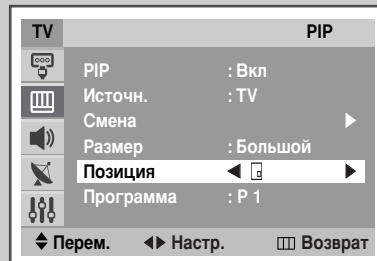 TV PIP
PIP : Вкл
Источн. : TV
Смена
Размер : Большой
Позиция
Программа : P 1
Перем. Настр. Возврат